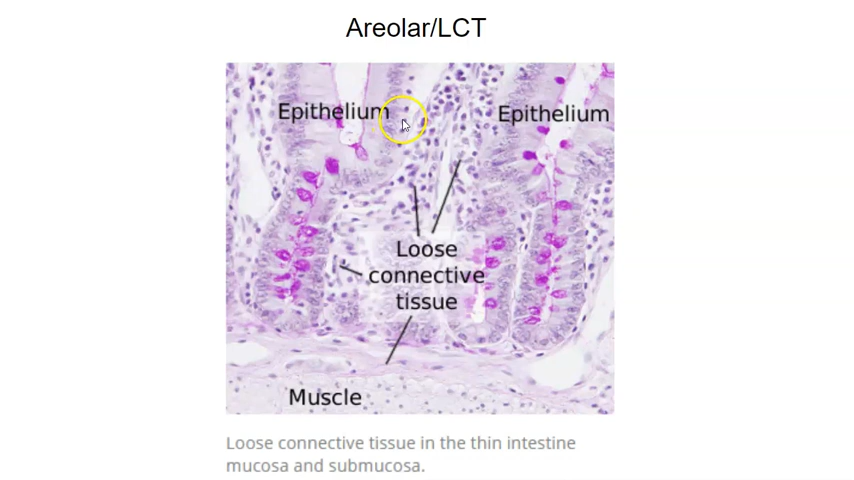 Areolar/LCT
Epithelium
Epithelium
Loose
connective
tissue
Muscle
Loose connective tissue in the thin intestine
mucosa and submucosa.